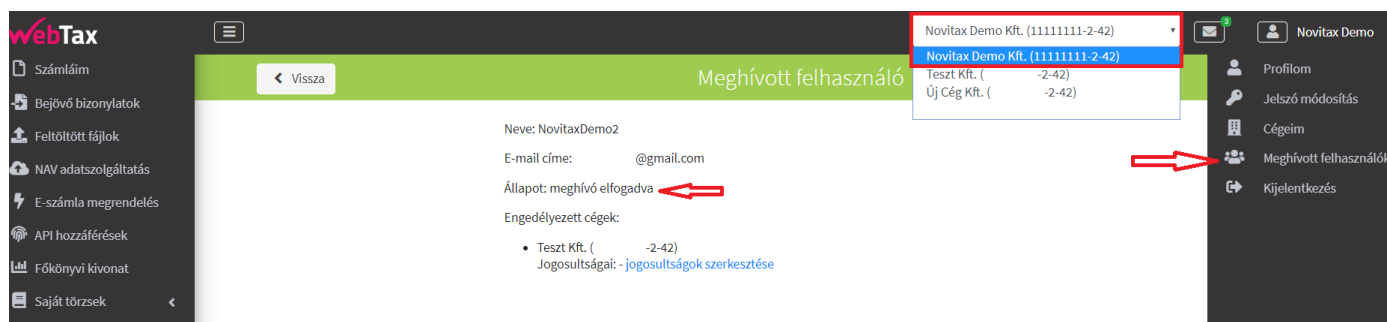 webTax
Novitax Demo Kft. (11111111-2-42)
3
Novitax Demo
Novitax Demo Kft. (11111111-2-42)
Teszt Kft. ( -2-42)
Új Cég Kft. ( -2-42)
Vissza
Meghívott felhasználó
Számláim
Bejövő bizonylatok
Feltöltött fájlok
NAV adatszolgáltatás
E-számla megrendelés
API hozzáférések
Főkönyvi kivonat
Saját törzsek
Neve: NovitaxDemo2
E-mail címe: @gmail.com
Állapot: meghívó elfogadva
Engedélyezett cégek:
• Teszt Kft. ( -2-42)
Jogosultságai: - jogosultságok szerkesztése
Profilom
Jelszó módosítás
Cégeim
Meghívott felhasználók
Kijelentkezés